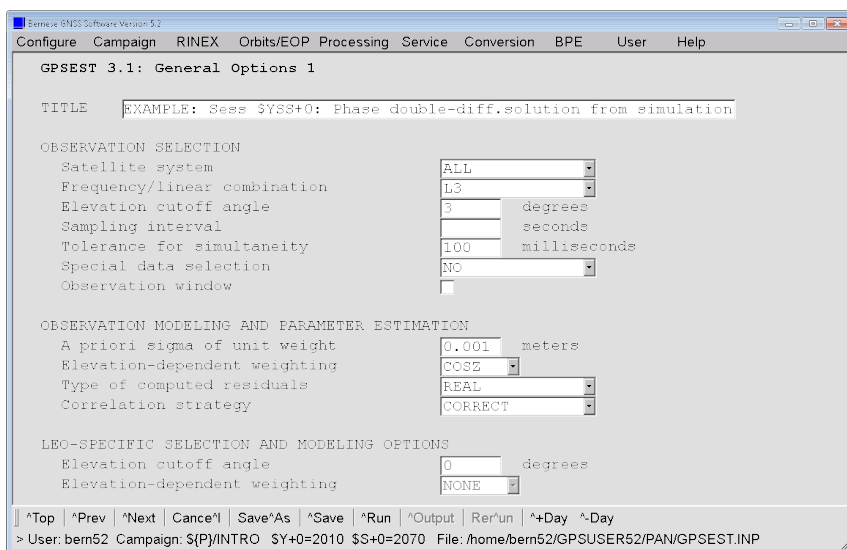 Bernese GNSS Software Version 5.2
Configure Campaign RINEX Orbits/EOP Processing Service Conversion BPE User Help
GPSEST 3.1: General Options 1
TITLE EXAMPLE: Sess $YSS+0: Phase double-diff.solution from simulation
OBSERVATION SELECTION
Satellite system ALL
Frequency/linear combination L3
Elevation cutoff angle 3 degrees
Sampling interval seconds
Tolerance for simultaneity 100 milliseconds
Special data selection NO
Observation window
OBSERVATION MODELING AND PARAMETER ESTIMATION
A priori sigma of unit weight 0.001 meters
Elevation-dependent weighting COSZ
Type of computed residuals REAL
Correlation strategy CORRECT
LEO-SPECIFIC SELECTION AND MODELING OPTIONS
Elevation cutoff angle 0 degrees
Elevation-dependent weighting NONE
^Top ^Prev ^Next Cance^l Save^As ^Save ^Run ^Output Rer^un ^+Day ^-Day
> User: bern52 Campaign: ${P}/INTRO $Y+0=2010 $S+0=2070 File: /home/bern52/GPSUSER52/PAN/GPSEST.INP